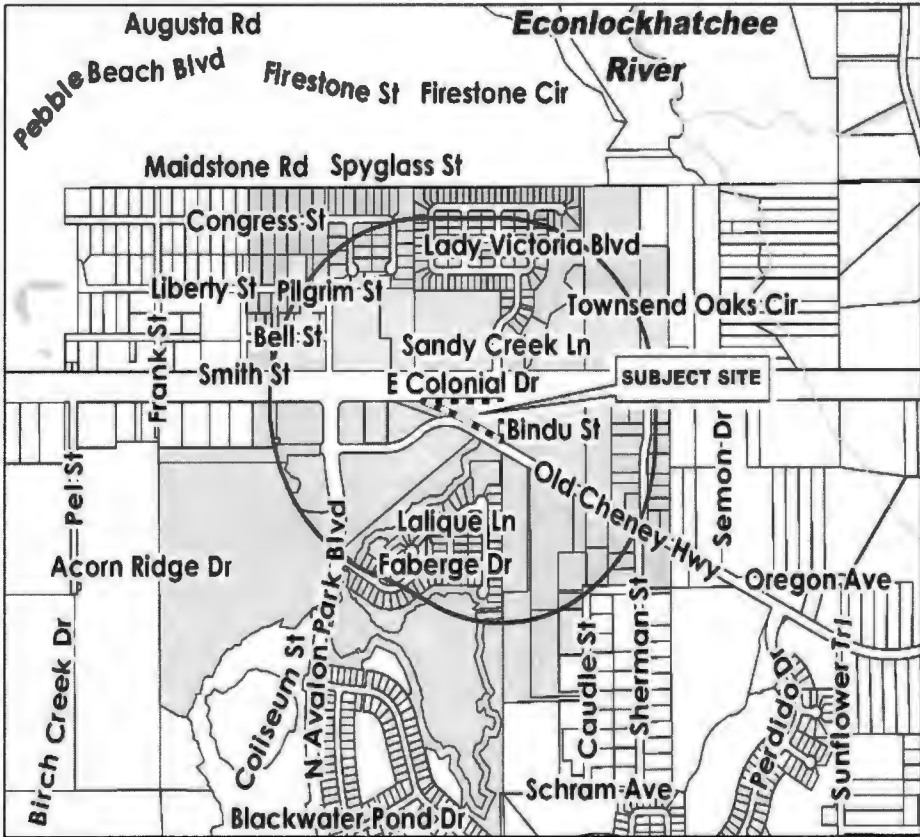 Augusta Rd
Econlockhatchee
River
Pebble Beach Blvd
Firestone St
Firestone Cir
Maidstone Rd
Spyglass St
Congress St
Lady Victoria Blvd
Liberty St
Pilgrim St
Townsend Oaks Cir
Frank St
Bell St
Sandy Creek Ln
Smith St
E Colonial Dr
SUBJECT SITE
Bindu St
Old Cheney Hwy
Semon Dr
Pel St
Lalique Ln
Acorn Ridge Dr
Faberge Dr
Oregon Ave
N Avalon Park Blvd
Birch Creek Dr
Coliseum St
Caudle St
Sherman St
Perdido Dr
Sunflower Trl
Schram Ave
Blackwater Pond Dr